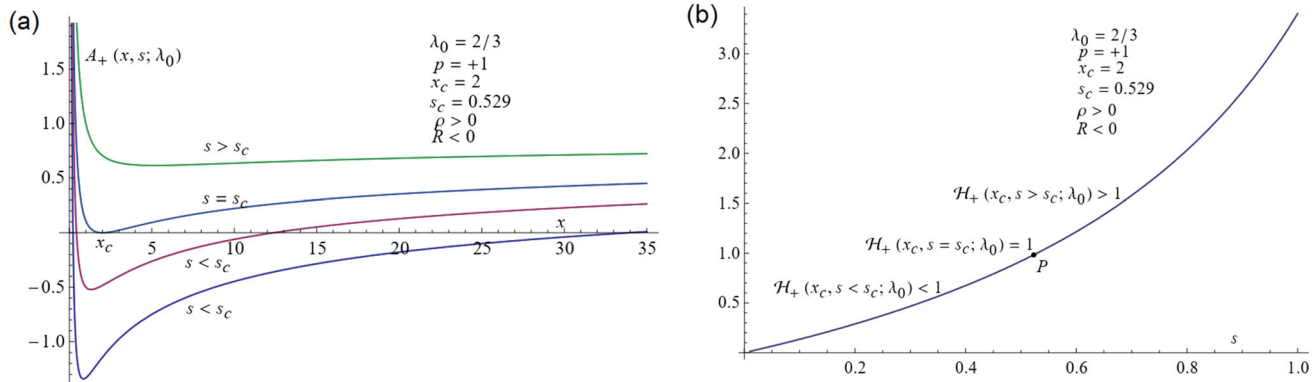 (a)
A₊ (x, s; λ₀)
λ₀ = 2/3
p = +1
x_c = 2
s_c = 0.529
ρ > 0
R < 0
1.5
1.0
0.5
−0.5
−1.0
s > s_c
s = s_c
s < s_c
s < s_c
x_c
5
10
15
20
25
30
35
x
(b)
λ₀ = 2/3
p = +1
x_c = 2
s_c = 0.529
ρ > 0
R < 0
3.0
2.5
2.0
1.5
1.0
0.5
ℋ₊ (x_c, s > s_c; λ₀) > 1
ℋ₊ (x_c, s = s_c; λ₀) = 1
P
ℋ₊ (x_c, s < s_c; λ₀) < 1
s
0.2
0.4
0.6
0.8
1.0